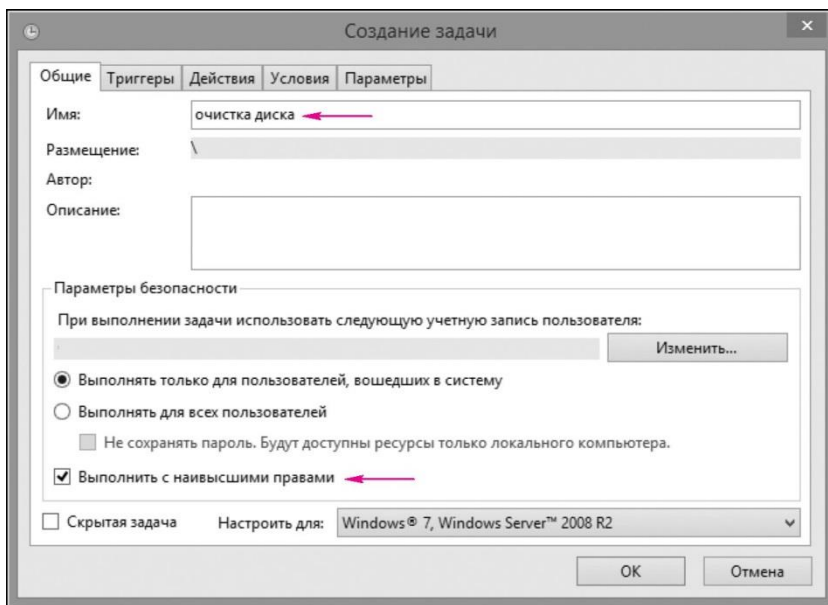 Создание задачи
Общие Триггеры Действия Условия Параметры
Имя: очистка диска
Размещение: \
Автор:
Описание:
Параметры безопасности
При выполнении задачи использовать следующую учетную запись пользователя:
Изменить...
Выполнять только для пользователей, вошедших в систему
Выполнять для всех пользователей
Не сохранять пароль. Будут доступны ресурсы только локального компьютера.
Выполнить с наивысшими правами
Скрытая задача Настроить для: Windows® 7, Windows Server™ 2008 R2
OK Отмена